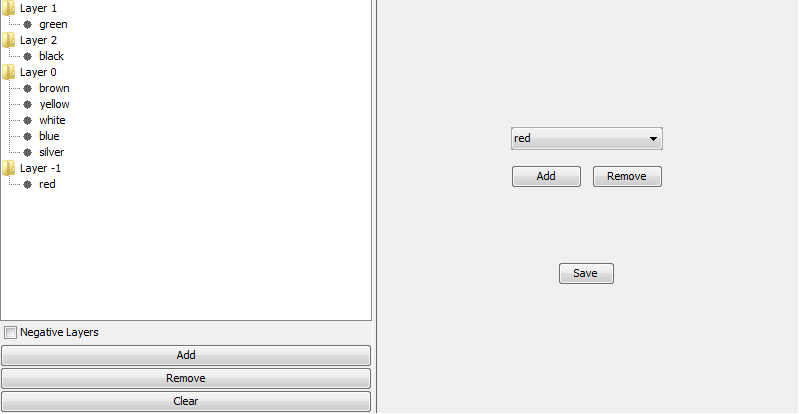 Layer 1
green
Layer 2
black
Layer 0
brown
yellow
white
blue
silver
Layer -1
red
Negative Layers
Add
Remove
Clear
red
Add Remove
Save